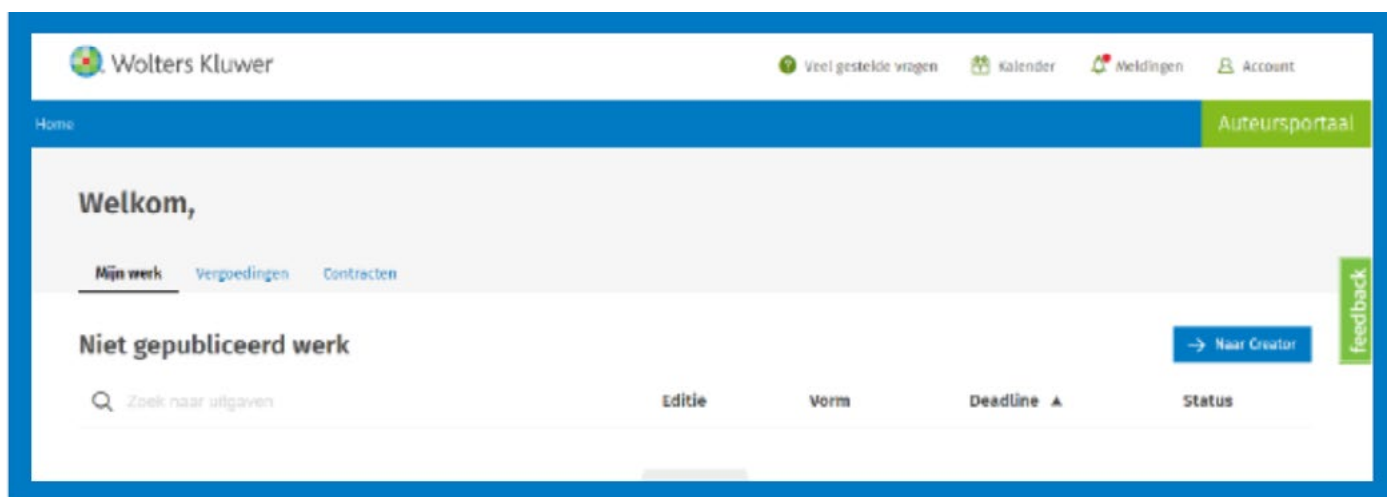 Wolters Kluwer
Veel gestelde vragen Kalender Meldingen Account
Home Auteursportaal
Welkom,
Mijn werk Vergoedingen Contracten
feedback
Niet gepubliceerd werk Naar Creator
Zoek naar uitgaven Editie Vorm Deadline Status